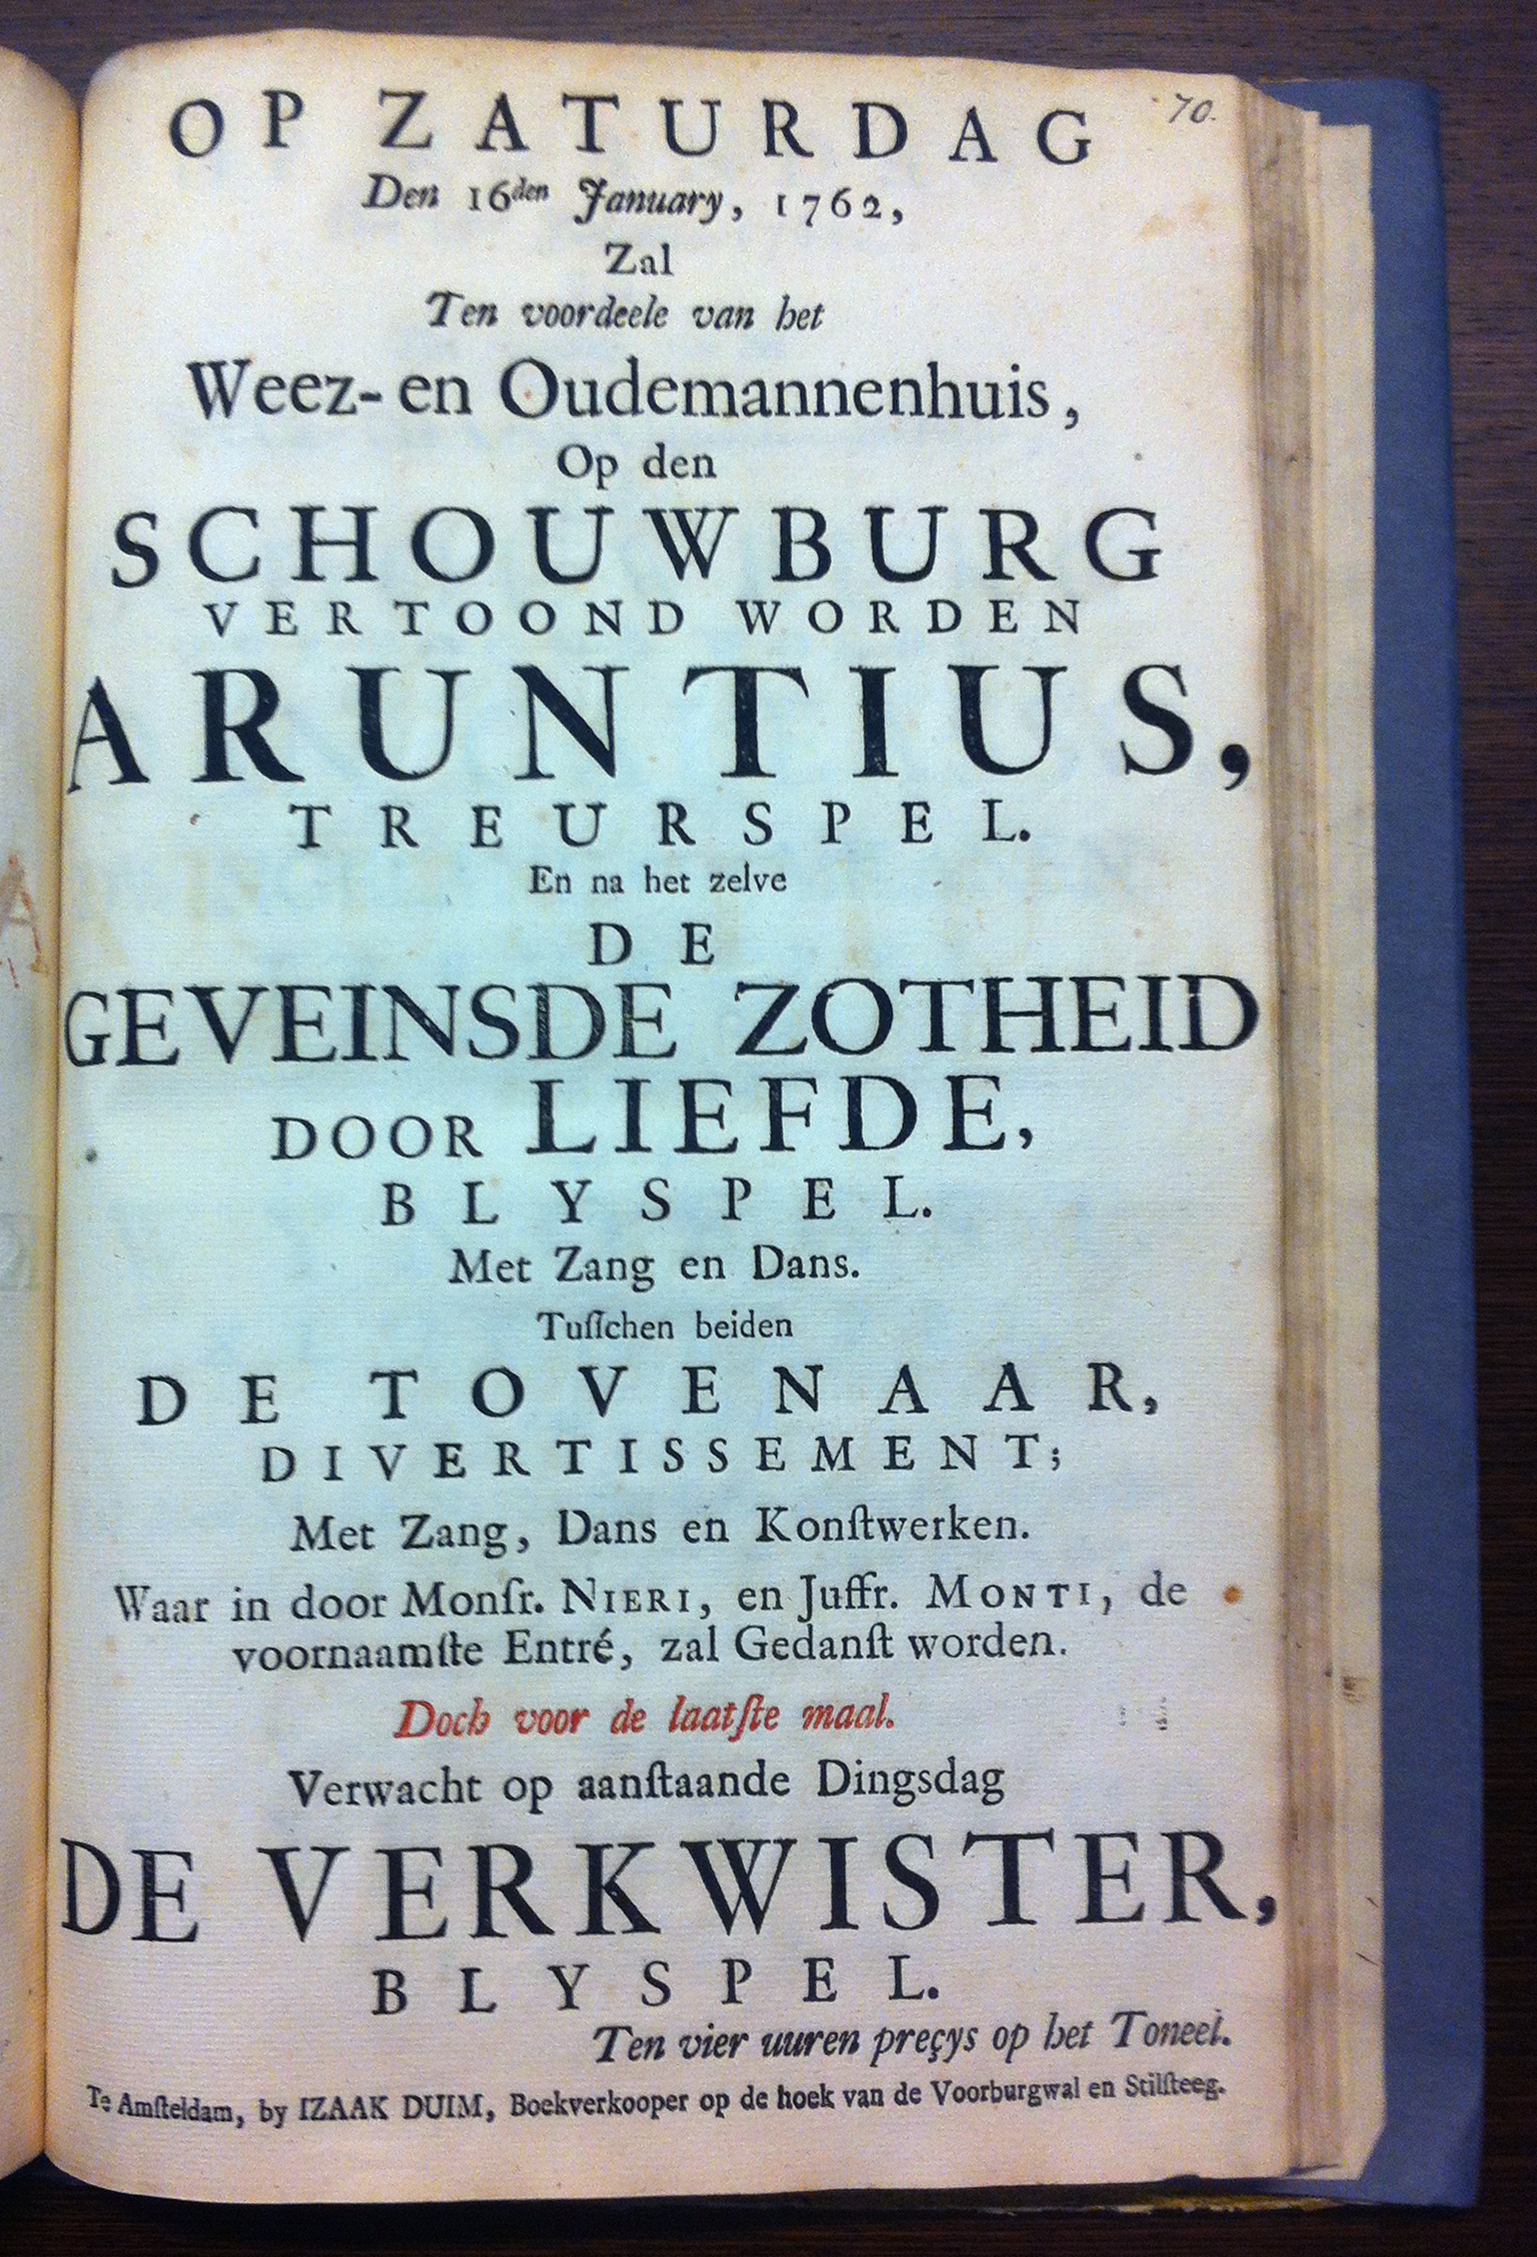 70.
OP ZATURDAG
Den 16den January, 1762,
Zal
Ten voordeele van het
Weez- en Oudemannenhuis,
Op den
SCHOUWBURG
VERTOOND WORDEN
ARUNTIUS,
TREURSPEL.
En na het zelve
DE
GEVEINSDE ZOTHEID
DOOR LIEFDE,
BLYSPEL.
Met Zang en Dans.
Tuſſchen beiden
DE TOVENAAR,
DIVERTISSEMENT;
Met Zang, Dans en Konſtwerken.
Waar in door Monſr. NIERI, en Juffr. MONTI, de
voornaamſte Entré, zal Gedanſt worden.
Doch voor de laatſte maal.
Verwacht op aanſtaande Dingsdag
DE VERKWISTER,
BLYSPEL.
Ten vier uuren preçys op het Toneel.
Te Amſteldam, by IZAAK DUIM, Boekverkooper op de hoek van de Voorburgwal en Stilſteeg.